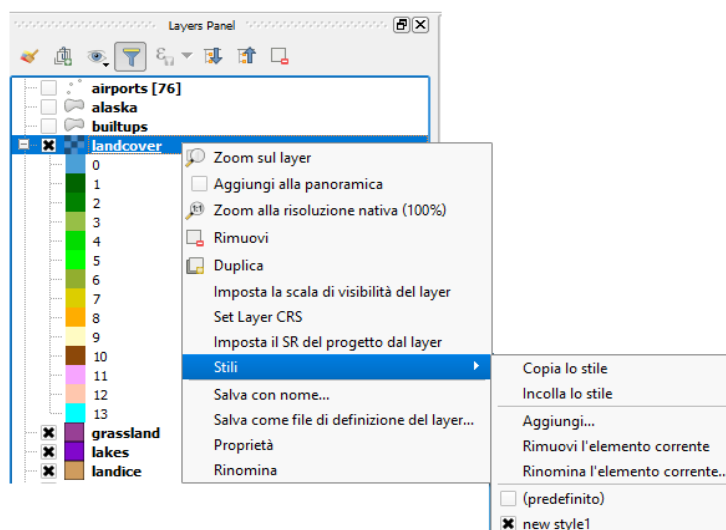 Layers Panel
airports [76]
alaska
builtups
landcover
0
1
2
3
4
5
6
7
8
9
10
11
12
13
grassland
lakes
landice
Zoom sul layer
Aggiungi alla panoramica
Zoom alla risoluzione nativa (100%)
Rimuovi
Duplica
Imposta la scala di visibilità del layer
Set Layer CRS
Imposta il SR del progetto dal layer
Stili
Salva con nome...
Salva come file di definizione del layer...
Proprietà
Rinomina
Copia lo stile
Incolla lo stile
Aggiungi...
Rimuovi l'elemento corrente
Rinomina l'elemento corrente...
(predefinito)
new style1